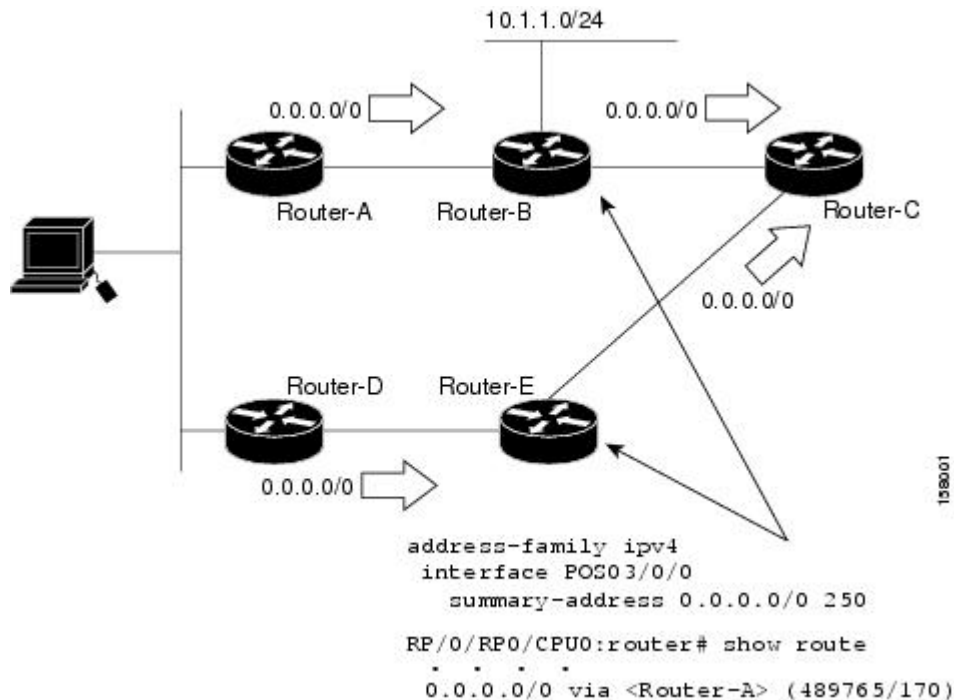 10.1.1.0/24
0.0.0.0/0
0.0.0.0/0
Router-A
Router-B
Router-C
0.0.0.0/0
Router-D
Router-E
0.0.0.0/0
158001
address-family ipv4
interface POS03/0/0
summary-address 0.0.0.0/0 250
RP/0/RP0/CPU0:router# show route
. . . .
0.0.0.0/0 via <Router-A> (489765/170)